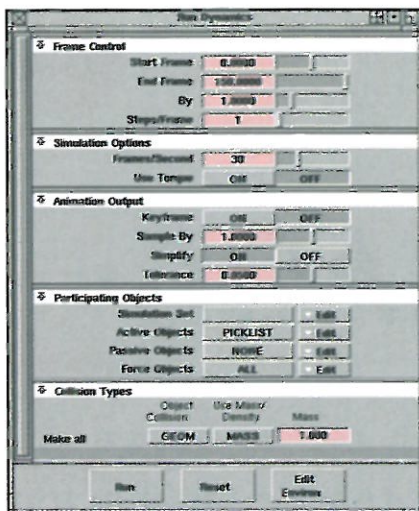 Run Dynamics
Frame Control
Start Frame 0.0000
End Frame 150.0000
By 1.0000
Steps/Frame 1
Simulation Options
Frames/Second 30
Use Torque ON OFF
Animation Output
Keyframe ON OFF
Sample By 1.0000
Simplify ON OFF
Tolerance 0.0500
Participating Objects
Simulation Set Edit
Active Objects PICKLIST Edit
Passive Objects NONE Edit
Force Objects ALL Edit
Collision Types
Object Collision Use Mass/Density Mass
Make all GEOM MASS 1.000
Run Reset Edit Environ